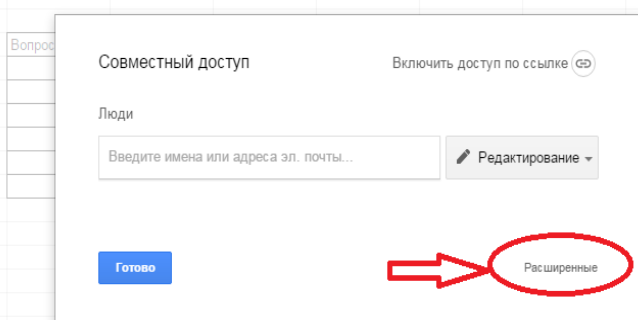 Вопрос
Совместный доступ
Включить доступ по ссылке
Люди
Введите имена или адреса эл. почты...
Редактирование
Готово
Расширенные